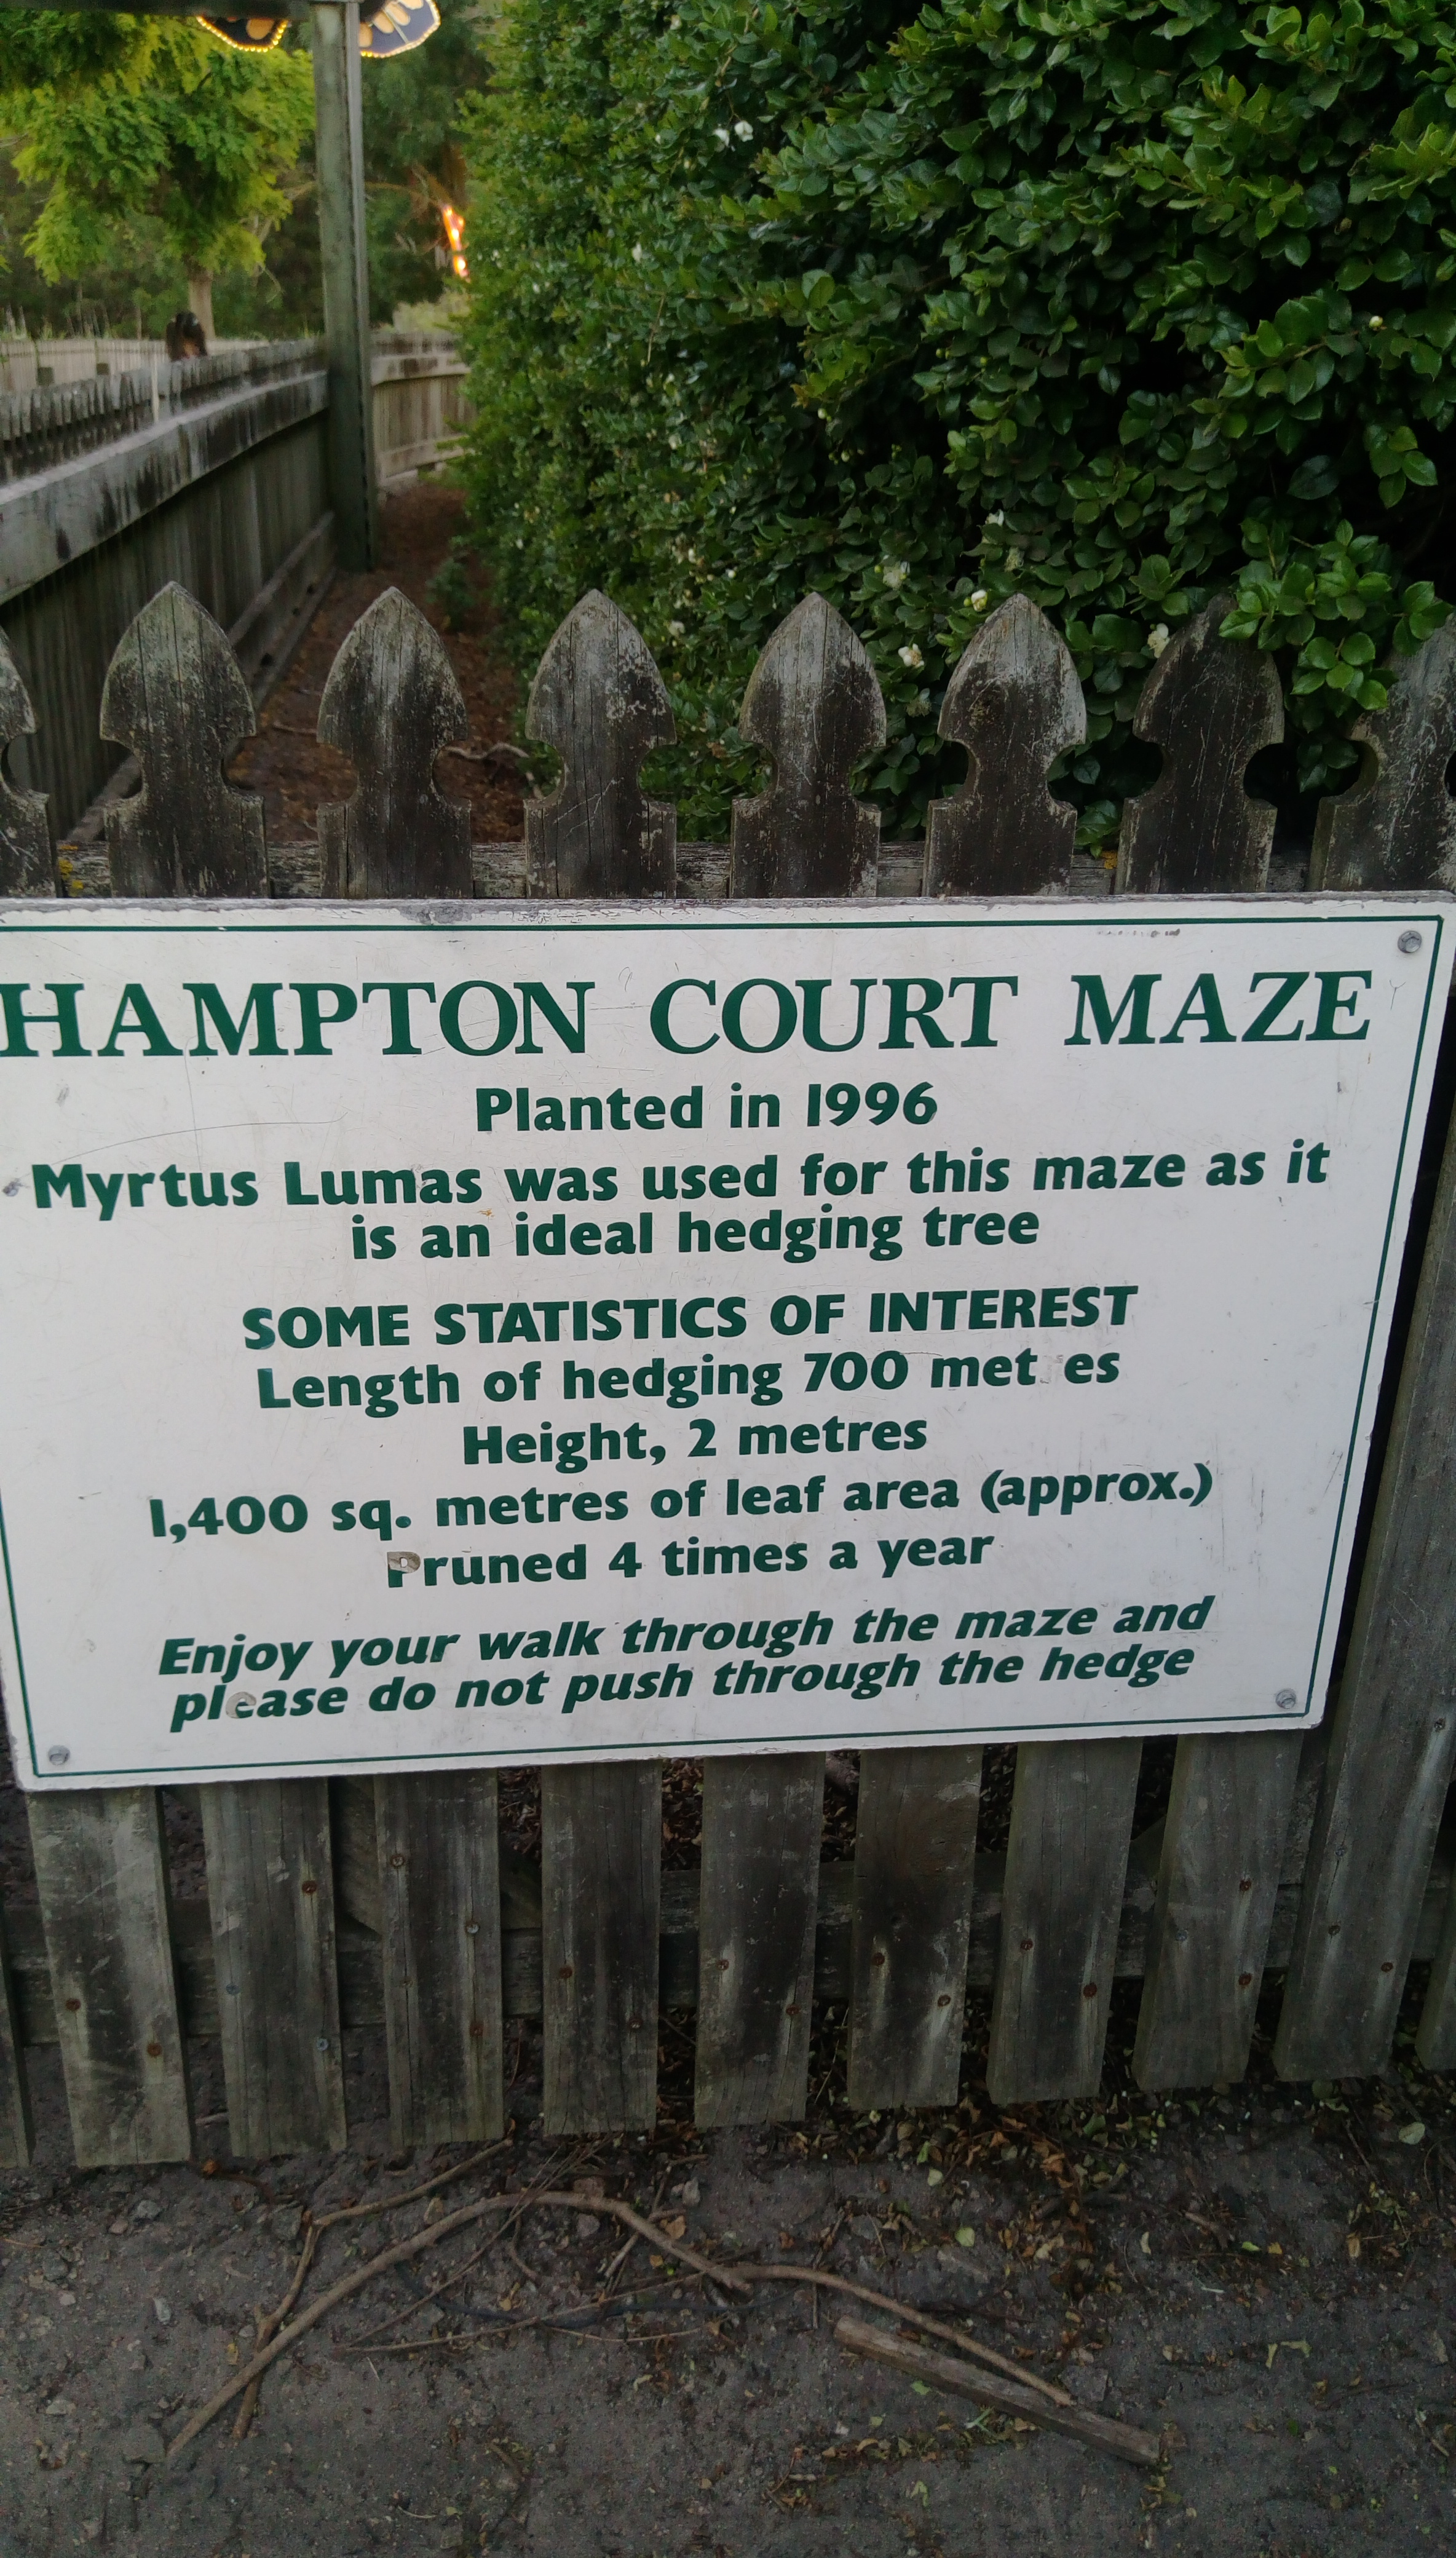 HAMPTON COURT MAZE
Planted in 1996
Myrtus Lumas was used for this maze as it
is an ideal hedging tree
SOME STATISTICS OF INTEREST
Length of hedging 700 met es
Height, 2 metres
1,400 sq. metres of leaf area (approx.)
Pruned 4 times a year
Enjoy your walk through the maze and
please do not push through the hedge